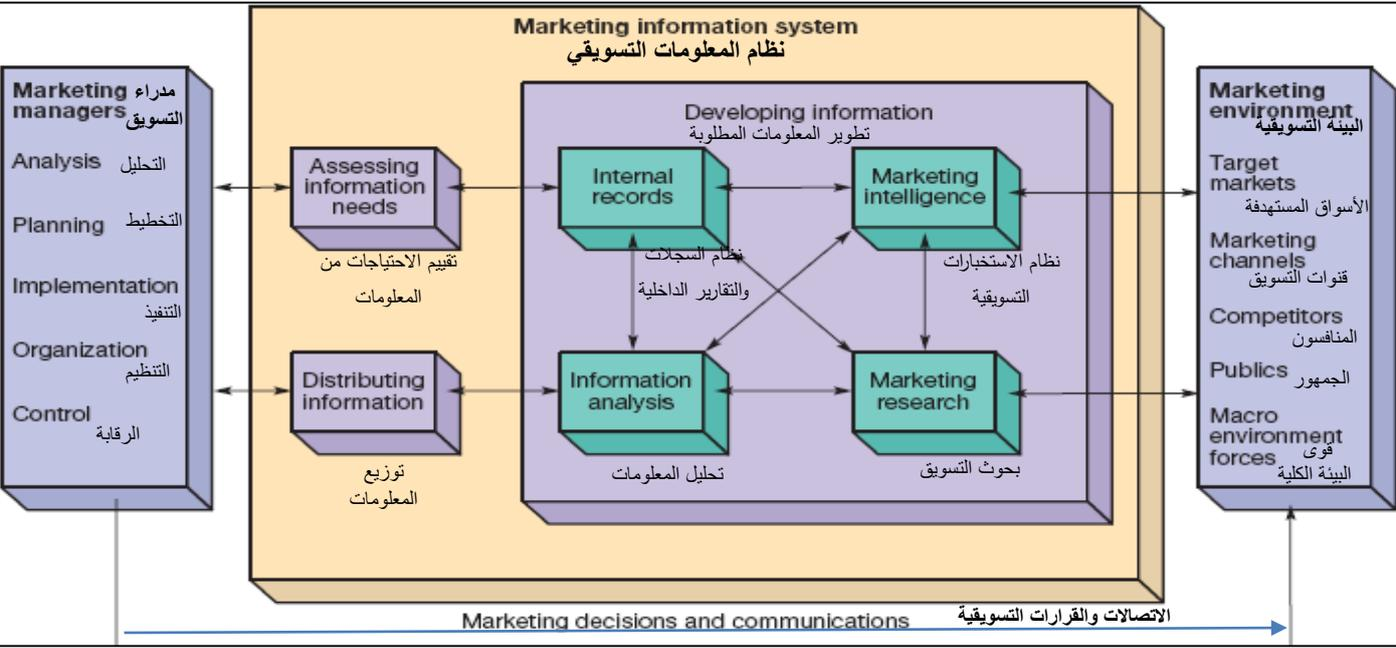 Marketing information system
نظام المعلومات التسويقي
Marketing مدراء
managers التسويق
Analysis التحليل
Planning التخطيط
Implementation
التنفيذ
Organization
التنظيم
Control
الرقابة
Assessing
information
needs
تقييم الاحتياجات من
المعلومات
Distributing
information
توزيع
المعلومات
Developing information
تطوير المعلومات المطلوبة
Internal
records
نظام السجلات
والتقارير الداخلية
Marketing
intelligence
نظام الاستخبارات
التسويقية
Information
analysis
تحليل المعلومات
Marketing
research
بحوث التسويق
Marketing
environment
البيئة التسويقية
Target
markets
الأسواق المستهدفة
Marketing
channels
قنوات التسويق
Competitors
المنافسون
Publics الجمهور
Macro
environment
forces قوى
البيئة الكلية
Marketing decisions and communications الاتصالات والقرارات التسويقية